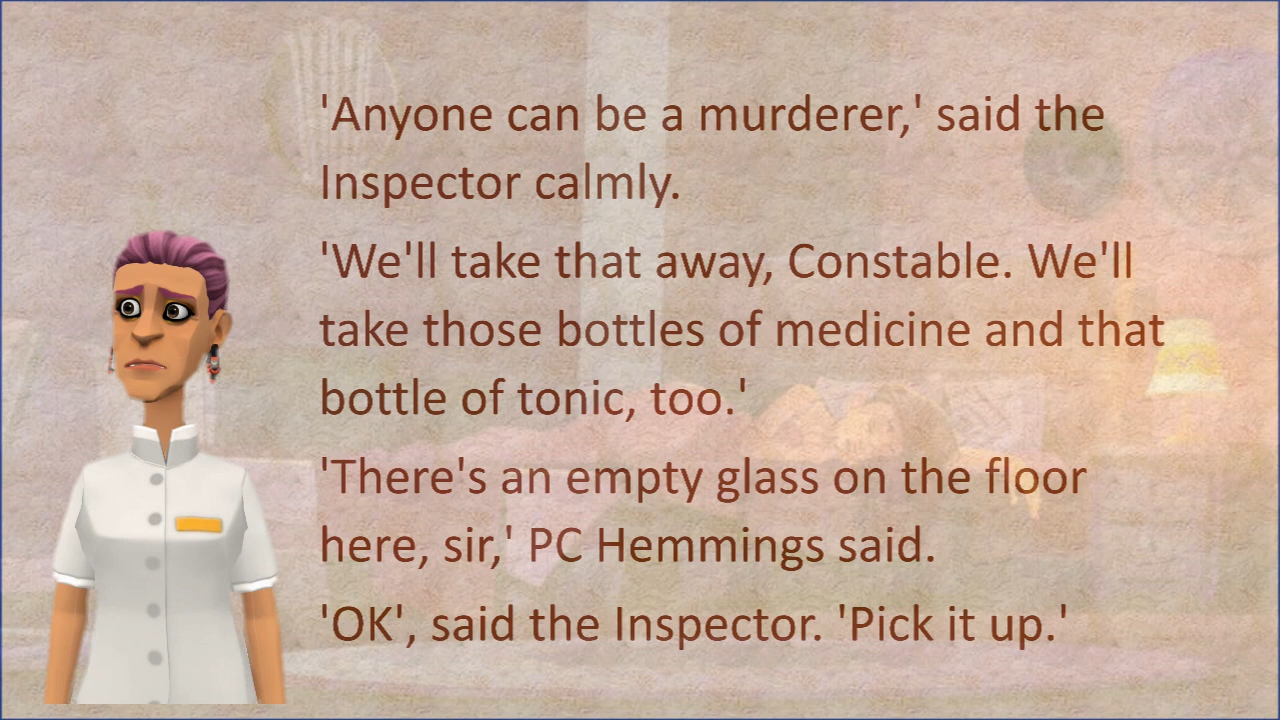 'Anyone can be a murderer,' said the
Inspector calmly.
'We'll take that away, Constable. We'll
take those bottles of medicine and that
bottle of tonic, too.'
'There's an empty glass on the floor
here, sir,' PC Hemmings said.
'OK', said the Inspector. 'Pick it up.'